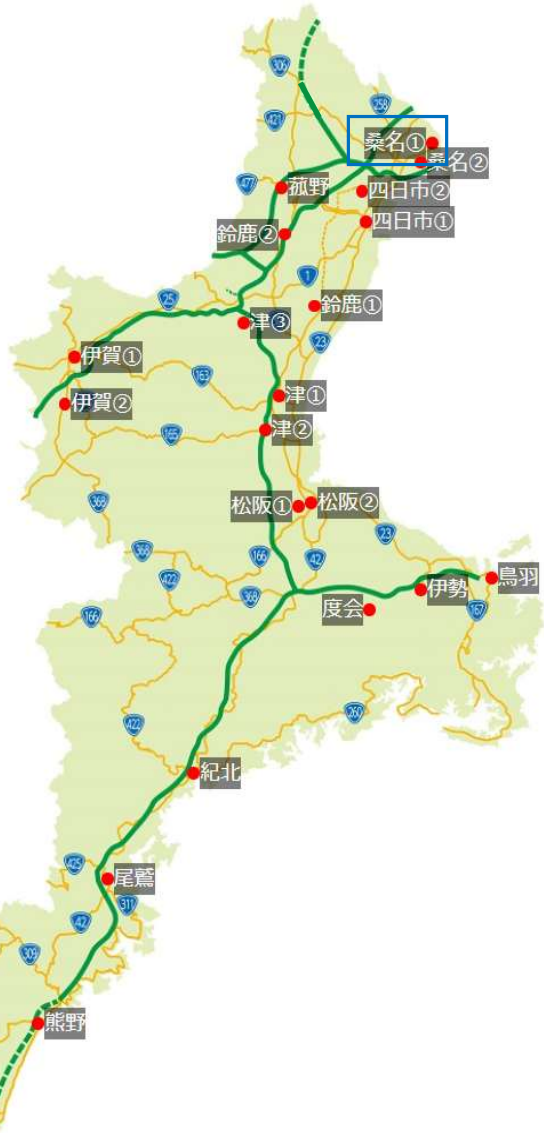 306
258
421
桑名①
桑名②
477
菰野
四日市②
四日市①
鈴鹿②
1
25
鈴鹿①
津③
23
伊賀①
163
伊賀②
津①
165
津②
368
松阪①
松阪②
23
368
166
42
422
368
伊勢
鳥羽
度会
167
166
260
422
紀北
425
尾鷲
311
42
309
熊野